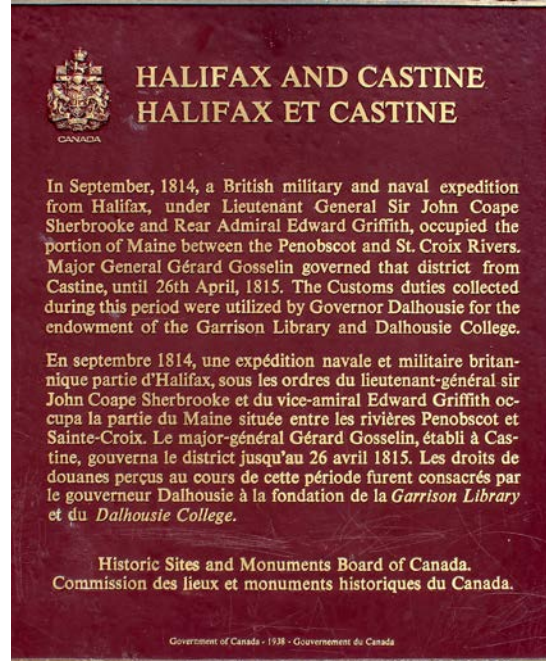 CANADA
HALIFAX AND CASTINE
HALIFAX ET CASTINE
In September, 1814, a British military and naval expedition
from Halifax, under Lieutenant General Sir John Coape
Sherbrooke and Rear Admiral Edward Griffith, occupied the
portion of Maine between the Penobscot and St. Croix Rivers.
Major General Gérard Gosselin governed that district from
Castine, until 26th April, 1815. The Customs duties collected
during this period were utilized by Governor Dalhousie for the
endowment of the Garrison Library and Dalhousie College.
En septembre 1814, une expédition navale et militaire britan-
nique partie d'Halifax, sous les ordres du lieutenant-général sir
John Coape Sherbrooke et du vice-amiral Edward Griffith oc-
cupa la partie du Maine située entre les rivières Penobscot et
Sainte-Croix. Le major-général Gérard Gosselin, établi à Cas-
tine, gouverna le district jusqu'au 26 avril 1815. Les droits de
douanes perçus au cours de cette période furent consacrés par
le gouverneur Dalhousie à la fondation de la Garrison Library
et du Dalhousie College.
Historic Sites and Monuments Board of Canada.
Commission des lieux et monuments historiques du Canada.
Government of Canada - 1938 - Gouvernement du Canada